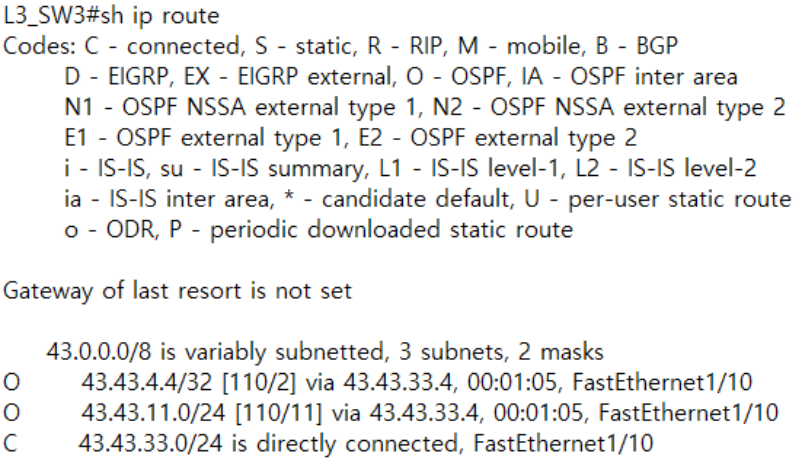 L3_SW3#sh ip route
Codes: C - connected, S - static, R - RIP, M - mobile, B - BGP
D - EIGRP, EX - EIGRP external, O - OSPF, IA - OSPF inter area
N1 - OSPF NSSA external type 1, N2 - OSPF NSSA external type 2
E1 - OSPF external type 1, E2 - OSPF external type 2
i - IS-IS, su - IS-IS summary, L1 - IS-IS level-1, L2 - IS-IS level-2
ia - IS-IS inter area, * - candidate default, U - per-user static route
o - ODR, P - periodic downloaded static route
Gateway of last resort is not set
43.0.0.0/8 is variably subnetted, 3 subnets, 2 masks
O 43.43.4.4/32 [110/2] via 43.43.33.4, 00:01:05, FastEthernet1/10
O 43.43.11.0/24 [110/11] via 43.43.33.4, 00:01:05, FastEthernet1/10
C 43.43.33.0/24 is directly connected, FastEthernet1/10